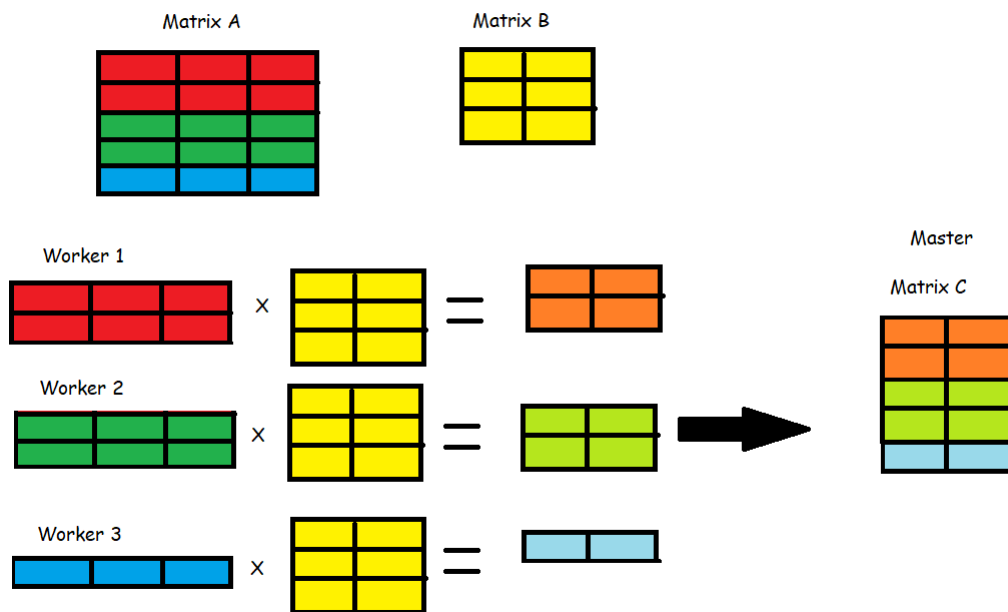 Matrix A
Matrix B
Worker 1
X
Master
Matrix C
Worker 2
X
Worker 3
X